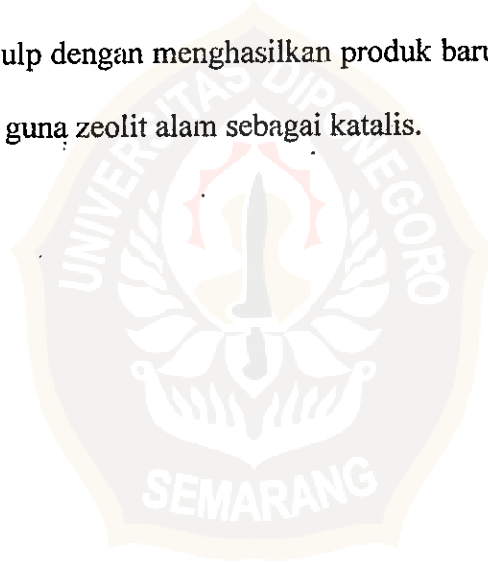 ulp dengan menghasilkan produk baru
guna zeolit alam sebagai katalis.
UNIVERSITAS DIPONEGORO
SEMARANG